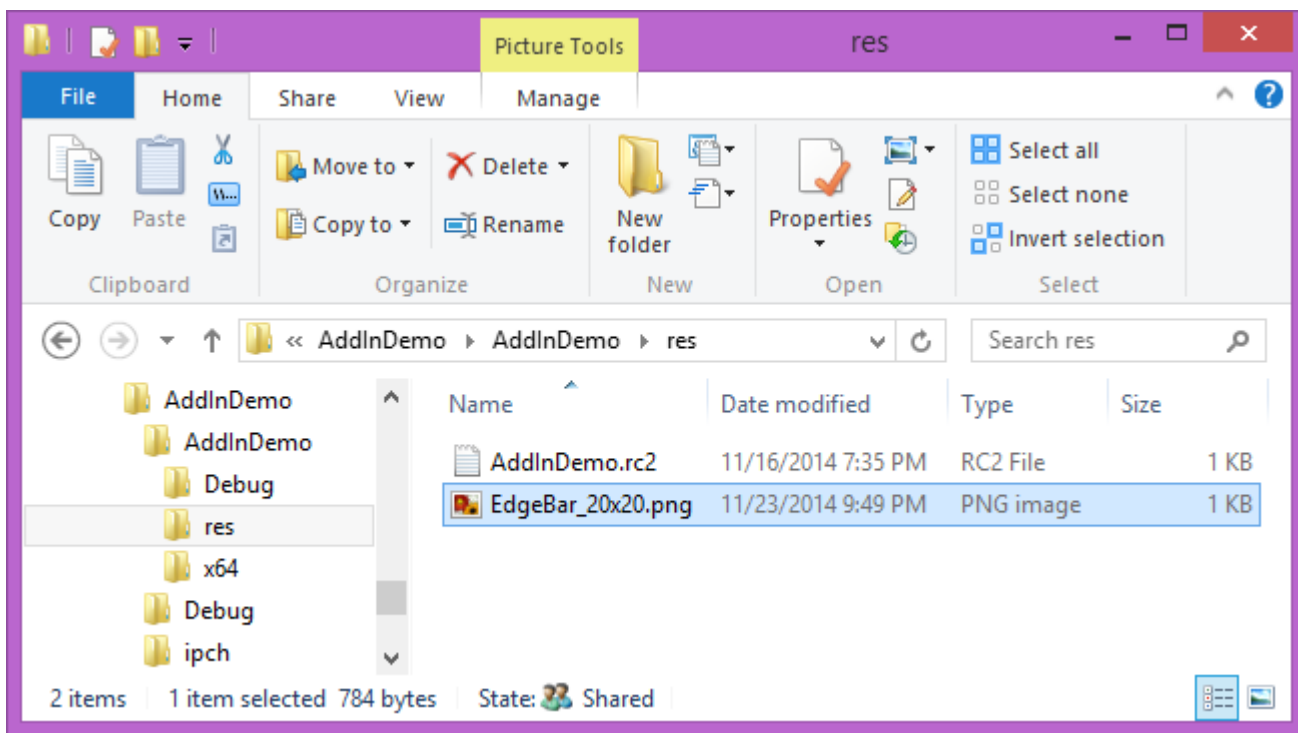 Picture Tools res
File Home Share View Manage
Copy Paste W... Move to Copy to Delete Rename New folder Properties Select all Select none Invert selection
Clipboard Organize New Open Select
« AddInDemo AddInDemo res Search res
AddInDemo
AddInDemo
Debug
res
x64
Debug
ipch
Name Date modified Type Size
AddInDemo.rc2 11/16/2014 7:35 PM RC2 File 1 KB
EdgeBar_20x20.png 11/23/2014 9:49 PM PNG image 1 KB
2 items 1 item selected 784 bytes State: Shared